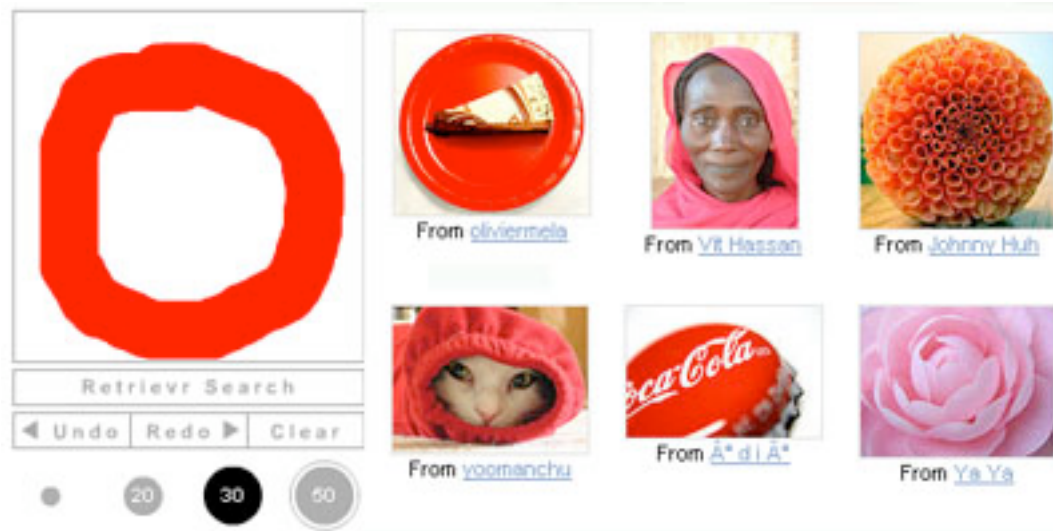 Retrievr Search
Undo
Redo
Clear
20
30
50
From oliviermela
From Vít Hassan
From Johnny Huh
From yoomanchu
Coca-Cola
From Â° d i Â°
From Ya Ya